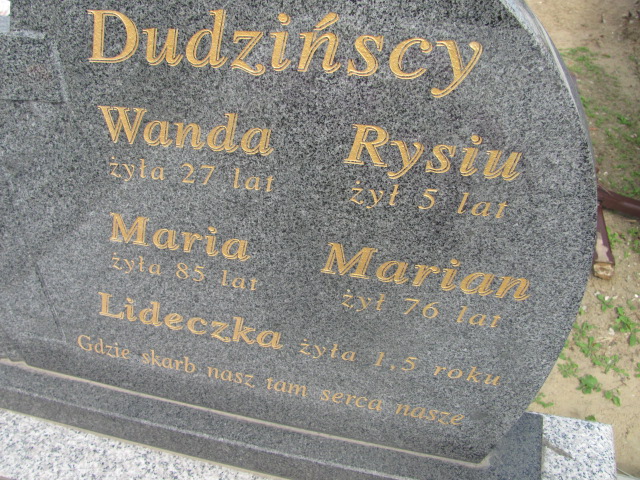 Dudzińscy
Wanda
żyła 27 lat
Rysiu
żył 5 lat
Maria
żyła 85 lat
Marian
żył 76 lat
Lideczka żyła 1,5 roku
Gdzie skarb nasz tam serca nasze